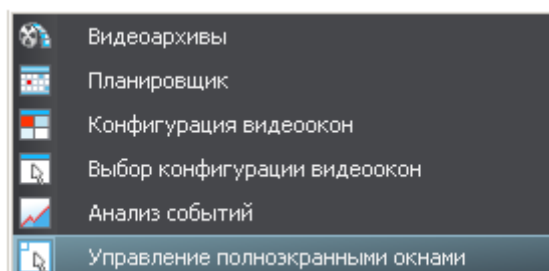 Видеоархивы
Планировщик
Конфигурация видеоокон
Выбор конфигурации видеоокон
Анализ событий
Управление полноэкранными окнами